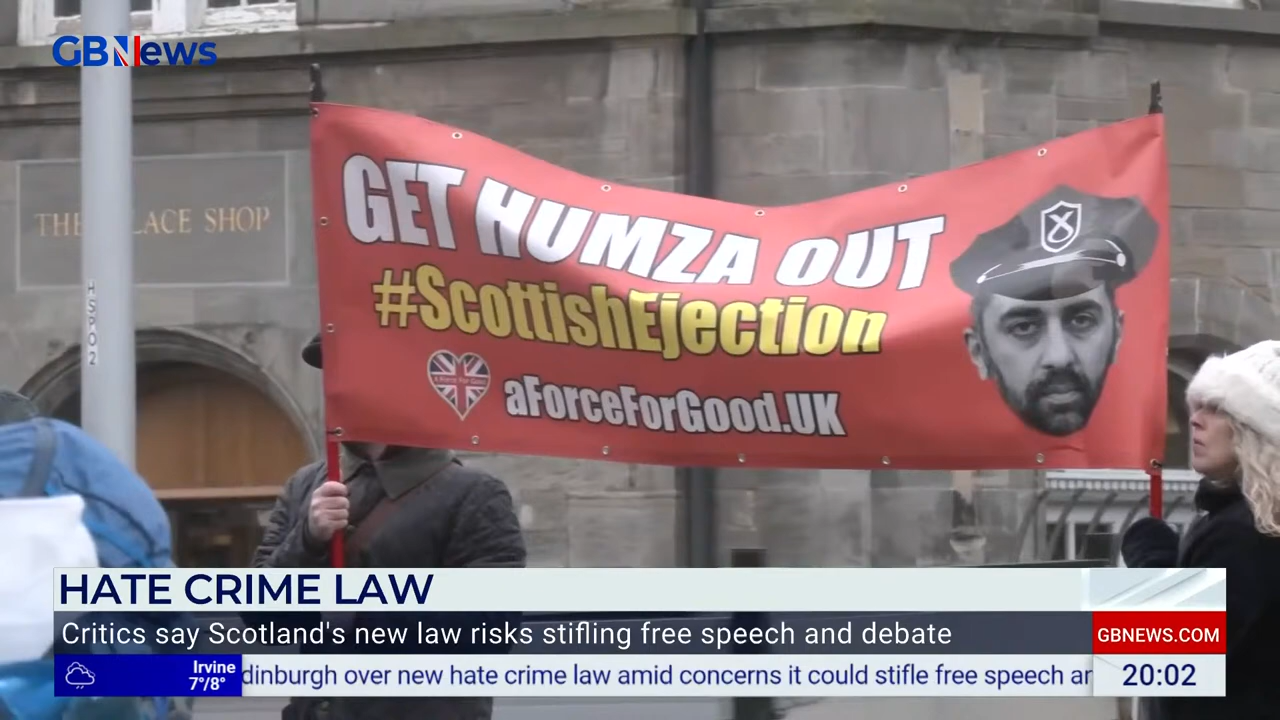 GBNews
THE PALACE SHOP
HSP02
GET HUMZA OUT
#ScottishEjection
aForceForGood.UK
HATE CRIME LAW
Critics say Scotland's new law risks stifling free speech and debate
GBNEWS.COM
Irvine
7°/8°
dinburgh over new hate crime law amid concerns it could stifle free speech an
20:02